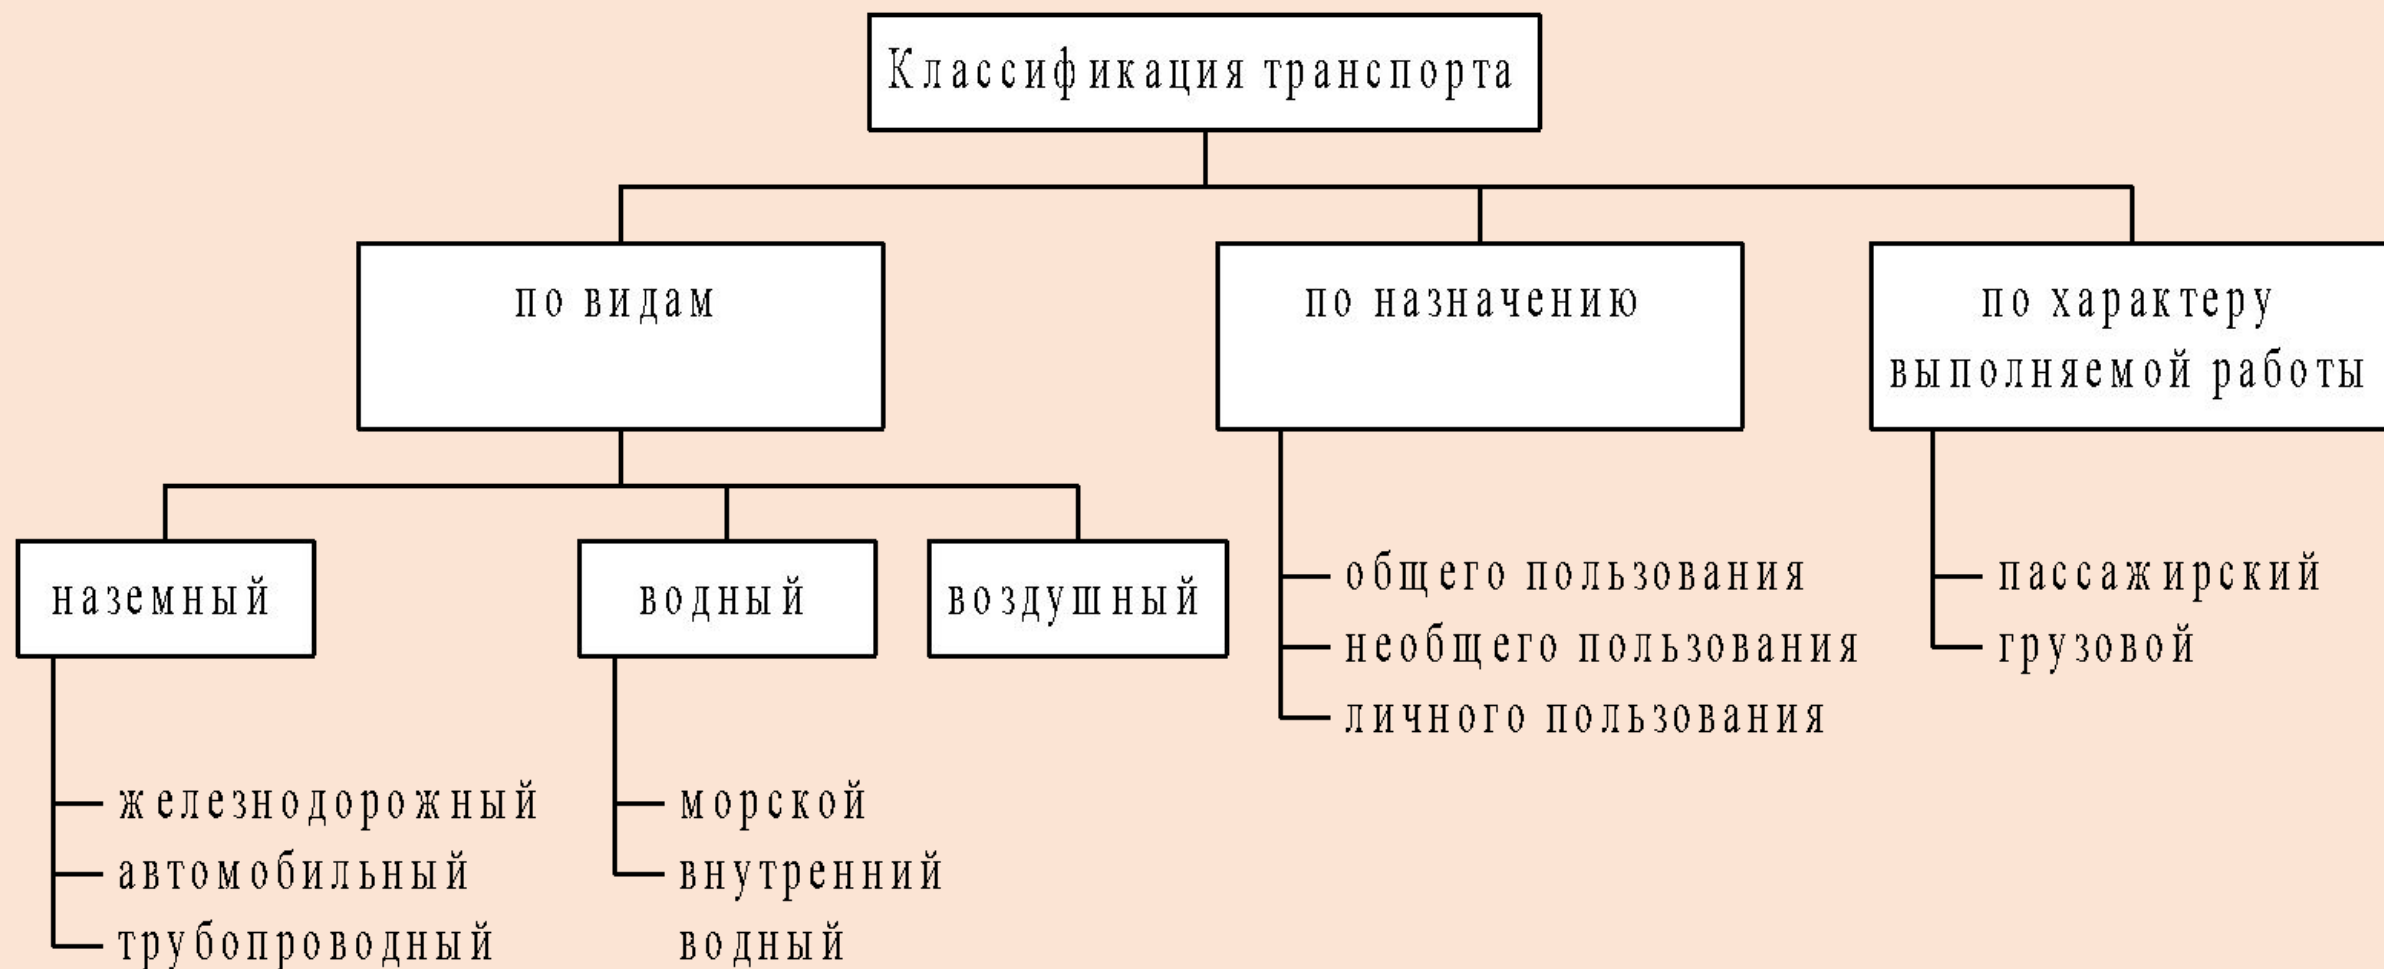 Классификация транспорта
по видам
по назначению
по характеру
выполняемой работы
наземный
водный
воздушный
железнодорожный
автомобильный
трубопроводный
морской
внутренний
водный
общего пользования
необщего пользования
личного пользования
пассажирский
грузовой